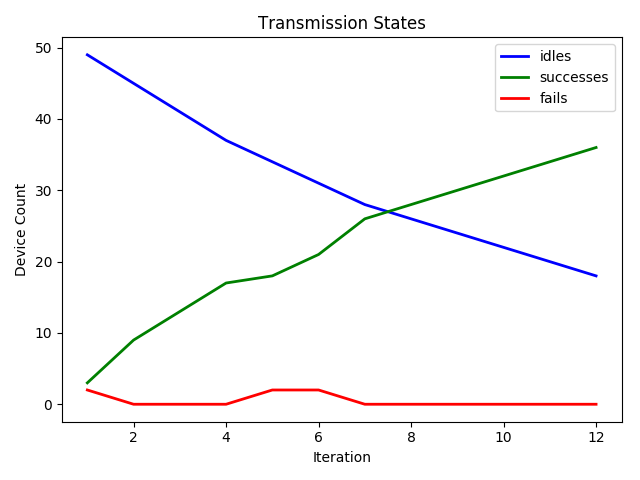 Transmission States
idles
successes
fails
Device Count
50
40
30
20
10
0
2 4 6 8 10 12
Iteration